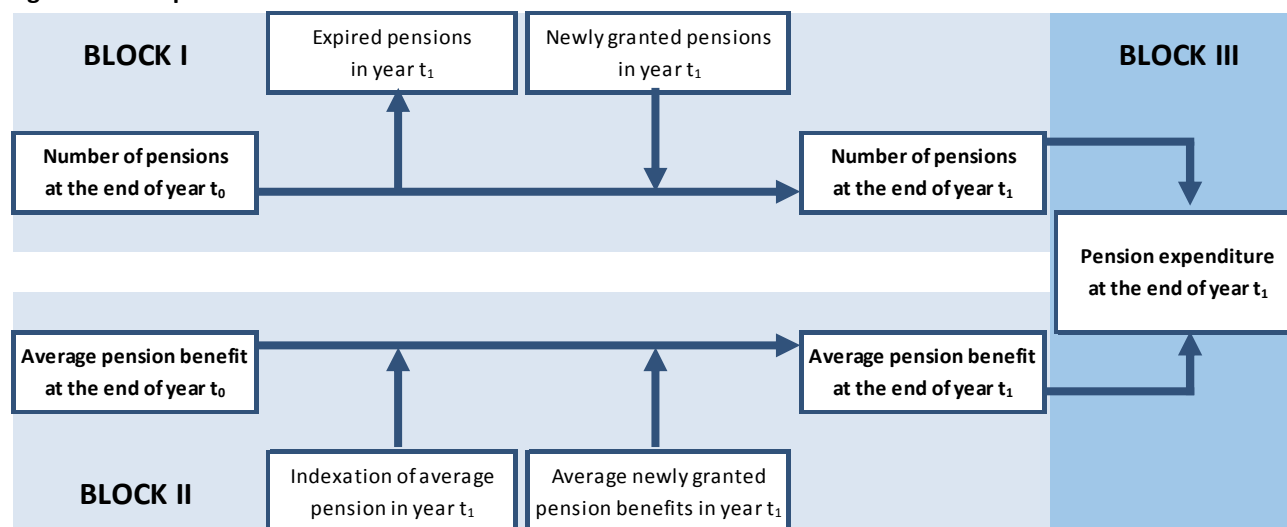 BLOCK I
Expired pensions
in year t₁
Newly granted pensions
in year t₁
BLOCK III
Number of pensions
at the end of year t₀
Number of pensions
at the end of year t₁
Pension expenditure
at the end of year t₁
Average pension benefit
at the end of year t₀
Average pension benefit
at the end of year t₁
BLOCK II
Indexation of average
pension in year t₁
Average newly granted
pension benefits in year t₁